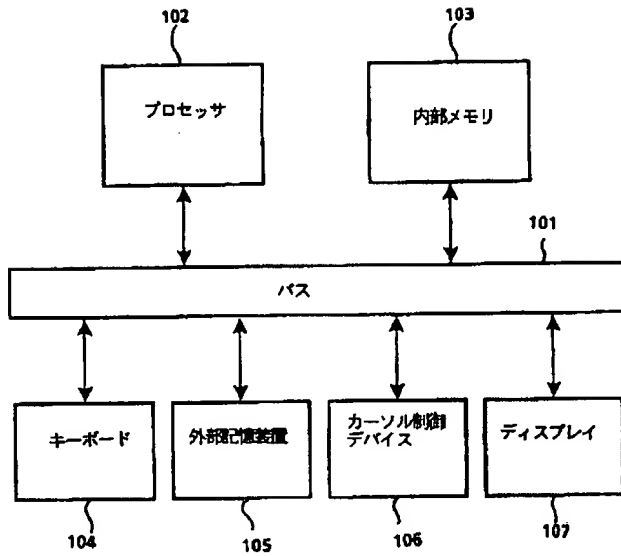 102
103
プロセッサ
内部メモリ
101
バス
キーボード
外部記憶装置
カーソル制御
デバイス
ディスプレイ
104
105
106
107